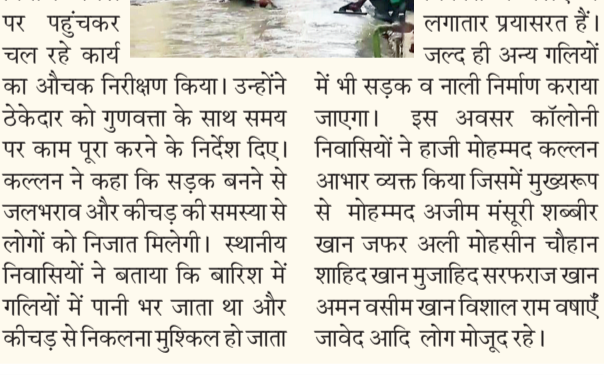 पर पहुंचकर
चल रहे कार्य
का औचक निरीक्षण किया। उन्होंने
ठेकेदार को गुणवत्ता के साथ समय
पर काम पूरा करने के निर्देश दिए।
कल्लन ने कहा कि सड़क बनने से
जलभराव और कीचड़ की समस्या से
लोगों को निजात मिलेगी। स्थानीय
निवासियों ने बताया कि बारिश में
गलियों में पानी भर जाता था और
कीचड़ से निकलना मुश्किल हो जाता
लगातार प्रयासरत हैं।
जल्द ही अन्य गलियों
में भी सड़क व नाली निर्माण कराया
जाएगा। इस अवसर कॉलोनी
निवासियों ने हाजी मोहम्मद कल्लन
आभार व्यक्त किया जिसमें मुख्यरूप
से मोहम्मद अजीम मंसूरी शब्बीर
खान जफर अली मोहसीन चौहान
शाहिद खान मुजाहिद सरफराज खान
अमन वसीम खान विशाल राम वर्षाएँ
जावेद आदि लोग मोजूद रहे।